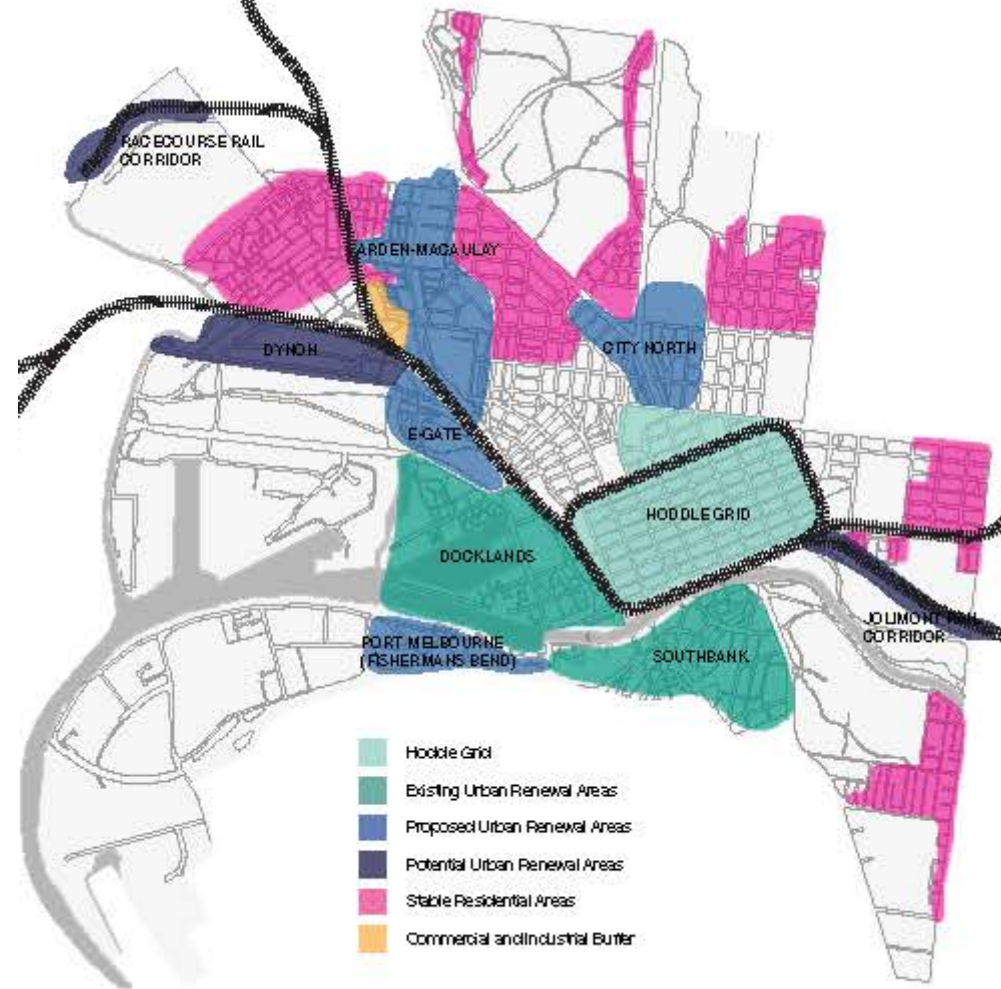 RACECOURSE RAIL
CORRIDOR
ARDEN-MACAULAY
DYNON
CITY NORTH
E-GATE
HODDLE GRID
DOCKLANDS
JOLIMONT RAIL
CORRIDOR
PORT MELBOURNE
(FISHERMANS BEND)
SOUTHBANK
Hoddle Grid
Existing Urban Renewal Areas
Proposed Urban Renewal Areas
Potential Urban Renewal Areas
Stable Residential Areas
Commercial and Industrial Buffer